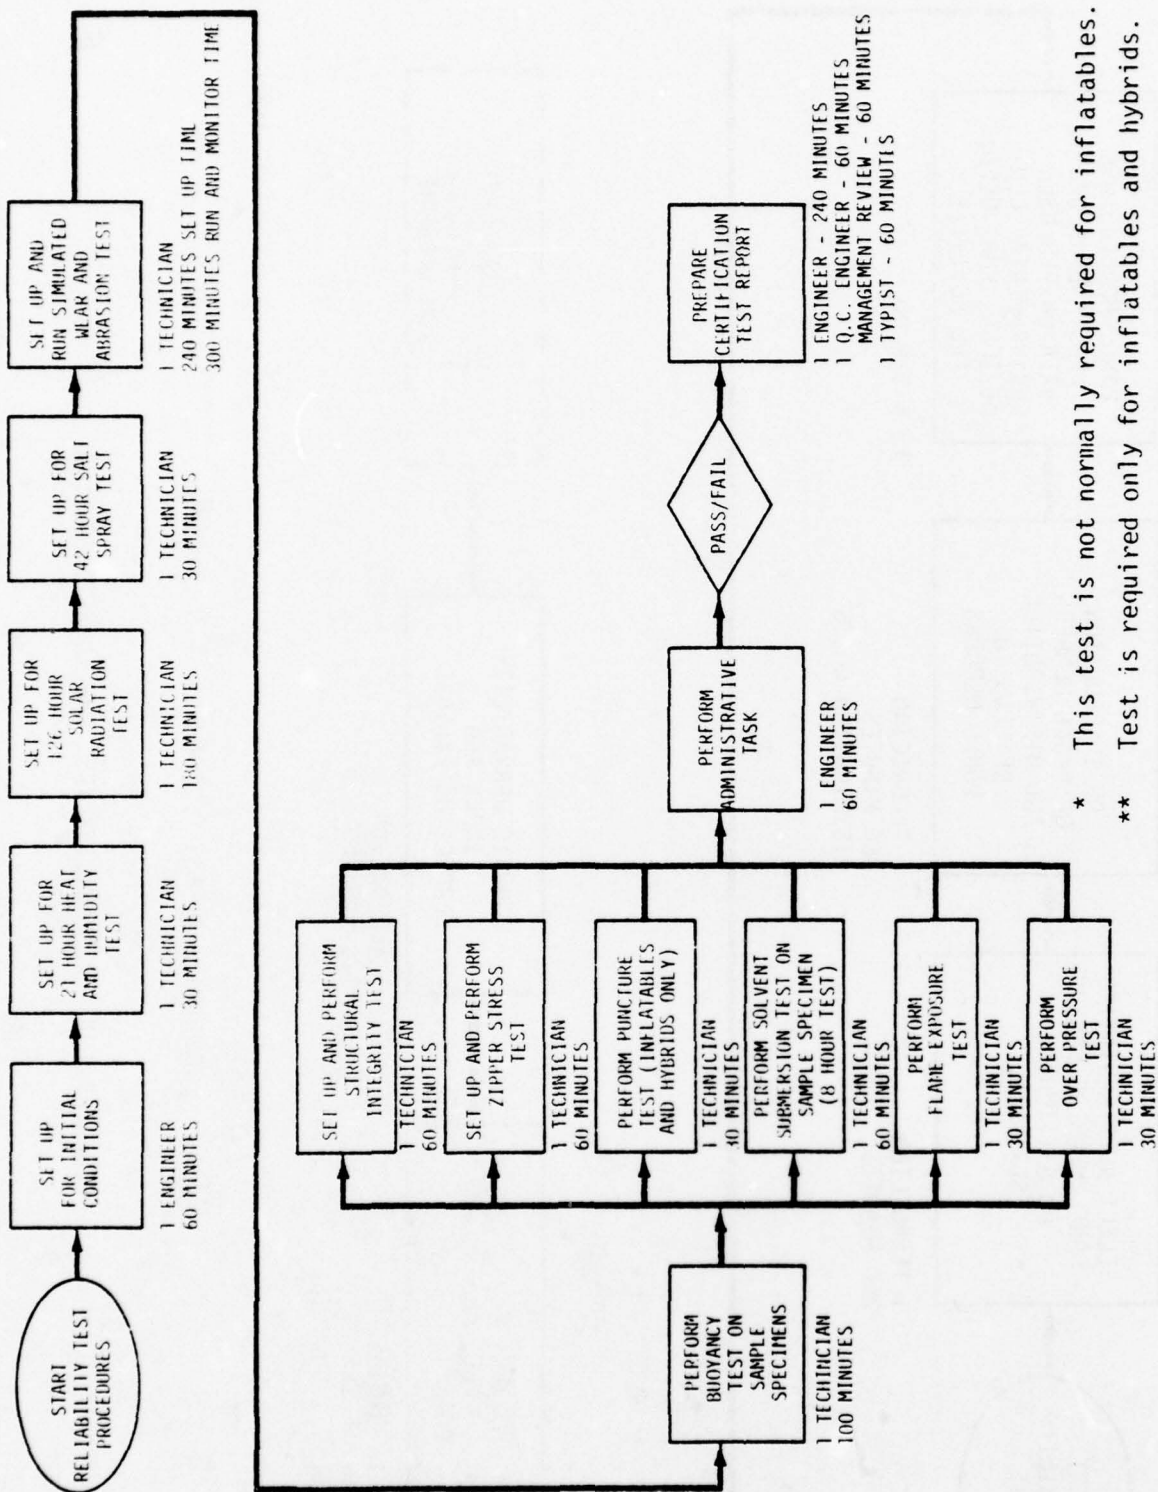 START
RELIABILITY TEST
PROCEDURES
SET UP
FOR INITIAL
CONDITIONS
1 ENGINEER
60 MINUTES
SET UP FOR
21 HOUR HEAT
AND HUMIDITY
TEST
1 TECHNICIAN
30 MINUTES
SET UP FOR
126 HOUR
SOLAR
RADIATION
TEST
1 TECHNICIAN
180 MINUTES
SET UP FOR
42 HOUR SALT
SPRAY TEST
1 TECHNICIAN
30 MINUTES
SET UP AND
RUN SIMULATED
WEAR AND
ABRASION TEST
1 TECHNICIAN
240 MINUTES SET UP TIME
300 MINUTES RUN AND MONITOR TIME
PERFORM
BUOYANCY
TEST ON
SAMPLE
SPECIMENS
1 TECHINCIAN
100 MINUTES
SET UP AND PERFORM
STRUCTURAL
INTEGRITY TEST
1 TECHNICIAN
60 MINUTES
SET UP AND PERFORM
ZIPPER STRESS
TEST
1 TECHNICIAN
60 MINUTES
PERFORM PUNCTURE
TEST (INFLATABLES
AND HYBRIDS ONLY)
1 TECHNICIAN
30 MINUTES
PERFORM SOLVENT
SUBMERSION TEST ON
SAMPLE SPECIMEN
(8 HOUR TEST)
1 TECHNICIAN
60 MINUTES
PERFORM
FLAME EXPOSURE
TEST
1 TECHNICIAN
30 MINUTES
PERFORM
OVER PRESSURE
TEST
1 TECHNICIAN
30 MINUTES
PERFORM
ADMINISTRATIVE
TASK
1 ENGINEER
60 MINUTES
PASS/FAIL
PREPARE
CERTIFICATION
TEST REPORT
1 ENGINEER - 240 MINUTES
1 Q.C. ENGINEER - 60 MINUTES
MANAGEMENT REVIEW - 60 MINUTES
1 TYPIST - 60 MINUTES
* This test is not normally required for inflatables.
** Test is required only for inflatables and hybrids.